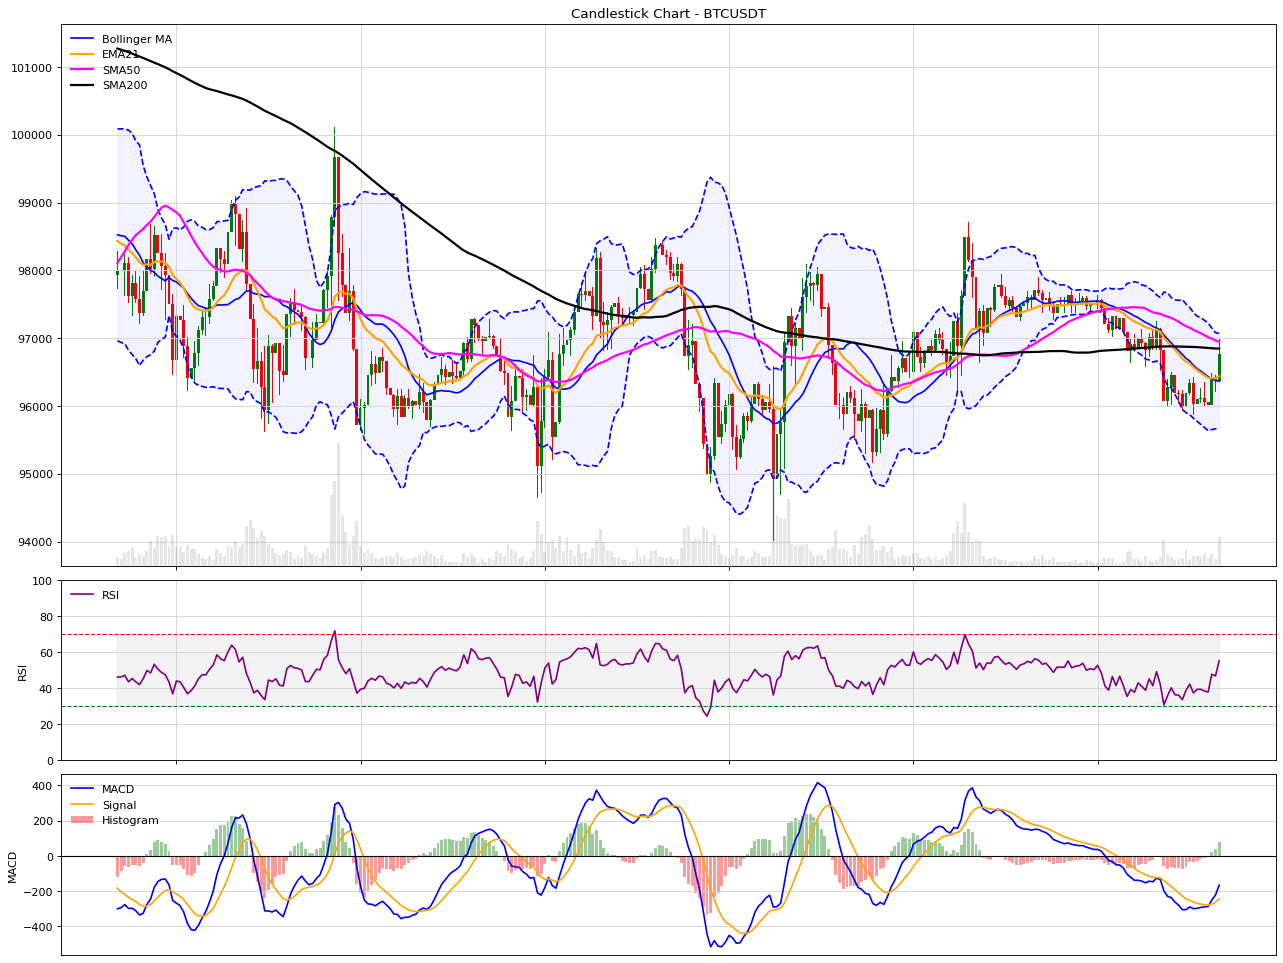 Candlestick Chart - BTCUSDT
Bollinger MA
EMA21
SMA50
SMA200
101000
100000
99000
98000
97000
96000
95000
94000
RSI
100
80
60
40
20
0
RSI
MACD
Signal
Histogram
400
200
0
−200
−400
MACD